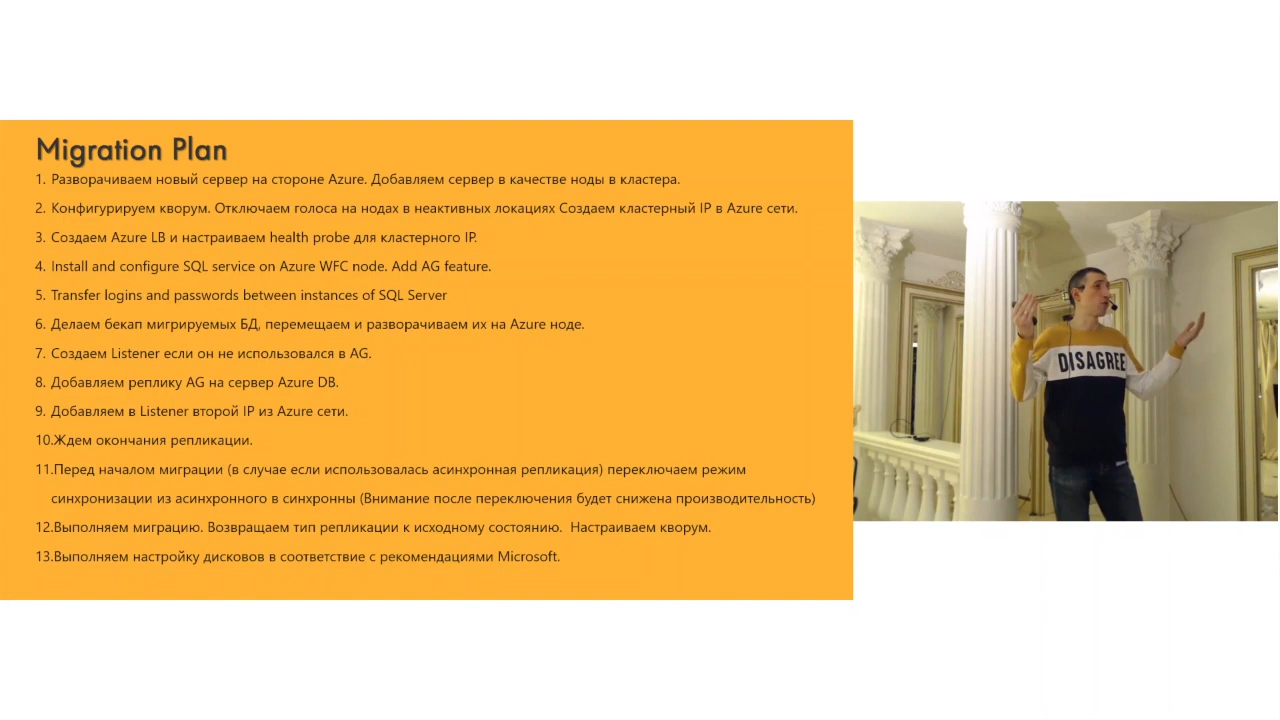 Migration Plan
1. Разворачиваем новый сервер на стороне Azure. Добавляем сервер в качестве ноды в кластера.
2. Конфигурируем кворум. Отключаем голоса на нодах в неактивных локациях Создаем кластерный IP в Azure сети.
3. Создаем Azure LB и настраиваем health probe для кластерного IP.
4. Install and configure SQL service on Azure WFC node. Add AG feature.
5. Transfer logins and passwords between instances of SQL Server
6. Делаем бекап мигрируемых БД, перемещаем и разворачиваем их на Azure ноде.
7. Создаем Listener если он не использовался в AG.
8. Добавляем реплику AG на сервер Azure DB.
9. Добавляем в Listener второй IP из Azure сети.
10.Ждем окончания репликации.
11.Перед началом миграции (в случае если использовалась асинхронная репликация) переключаем режим
синхронизации из асинхронного в синхронны (Внимание после переключения будет снижена производительность)
12.Выполняем миграцию. Возвращаем тип репликации к исходному состоянию. Настраиваем кворум.
13.Выполняем настройку дисковов в соответствие с рекомендациями Microsoft.
DISAGREE